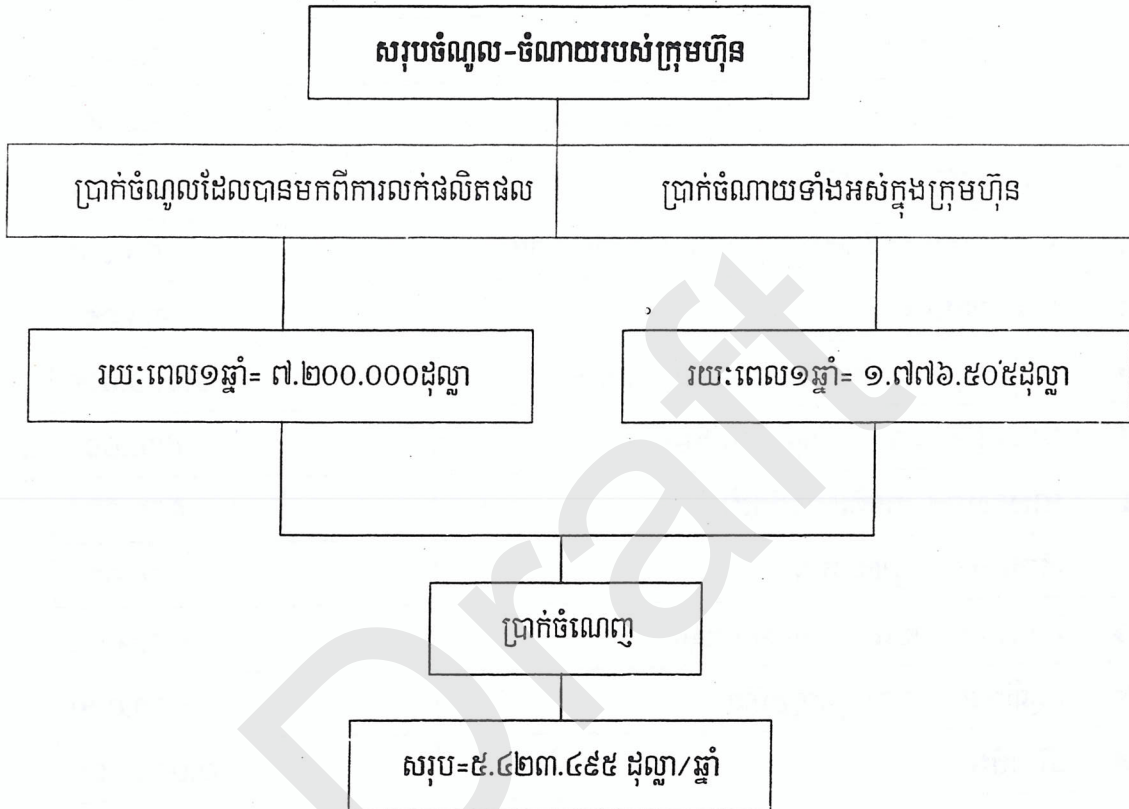 សរុបចំណូល-ចំណាយរបស់ក្រុមហ៊ុន
ប្រាក់ចំណូលដែលបានមកពីការលក់ផលិតផល
ប្រាក់ចំណាយទាំងអស់ក្នុងក្រុមហ៊ុន
រយៈពេល១ឆ្នាំ= ៧.២០០.០០០ដុល្លា
រយៈពេល១ឆ្នាំ= ១.៧៧៦.៥០៥ដុល្លា
ប្រាក់ចំណេញ
សរុប=៥.៤២៣.៤៩៥ ដុល្លា/ឆ្នាំ
Draft